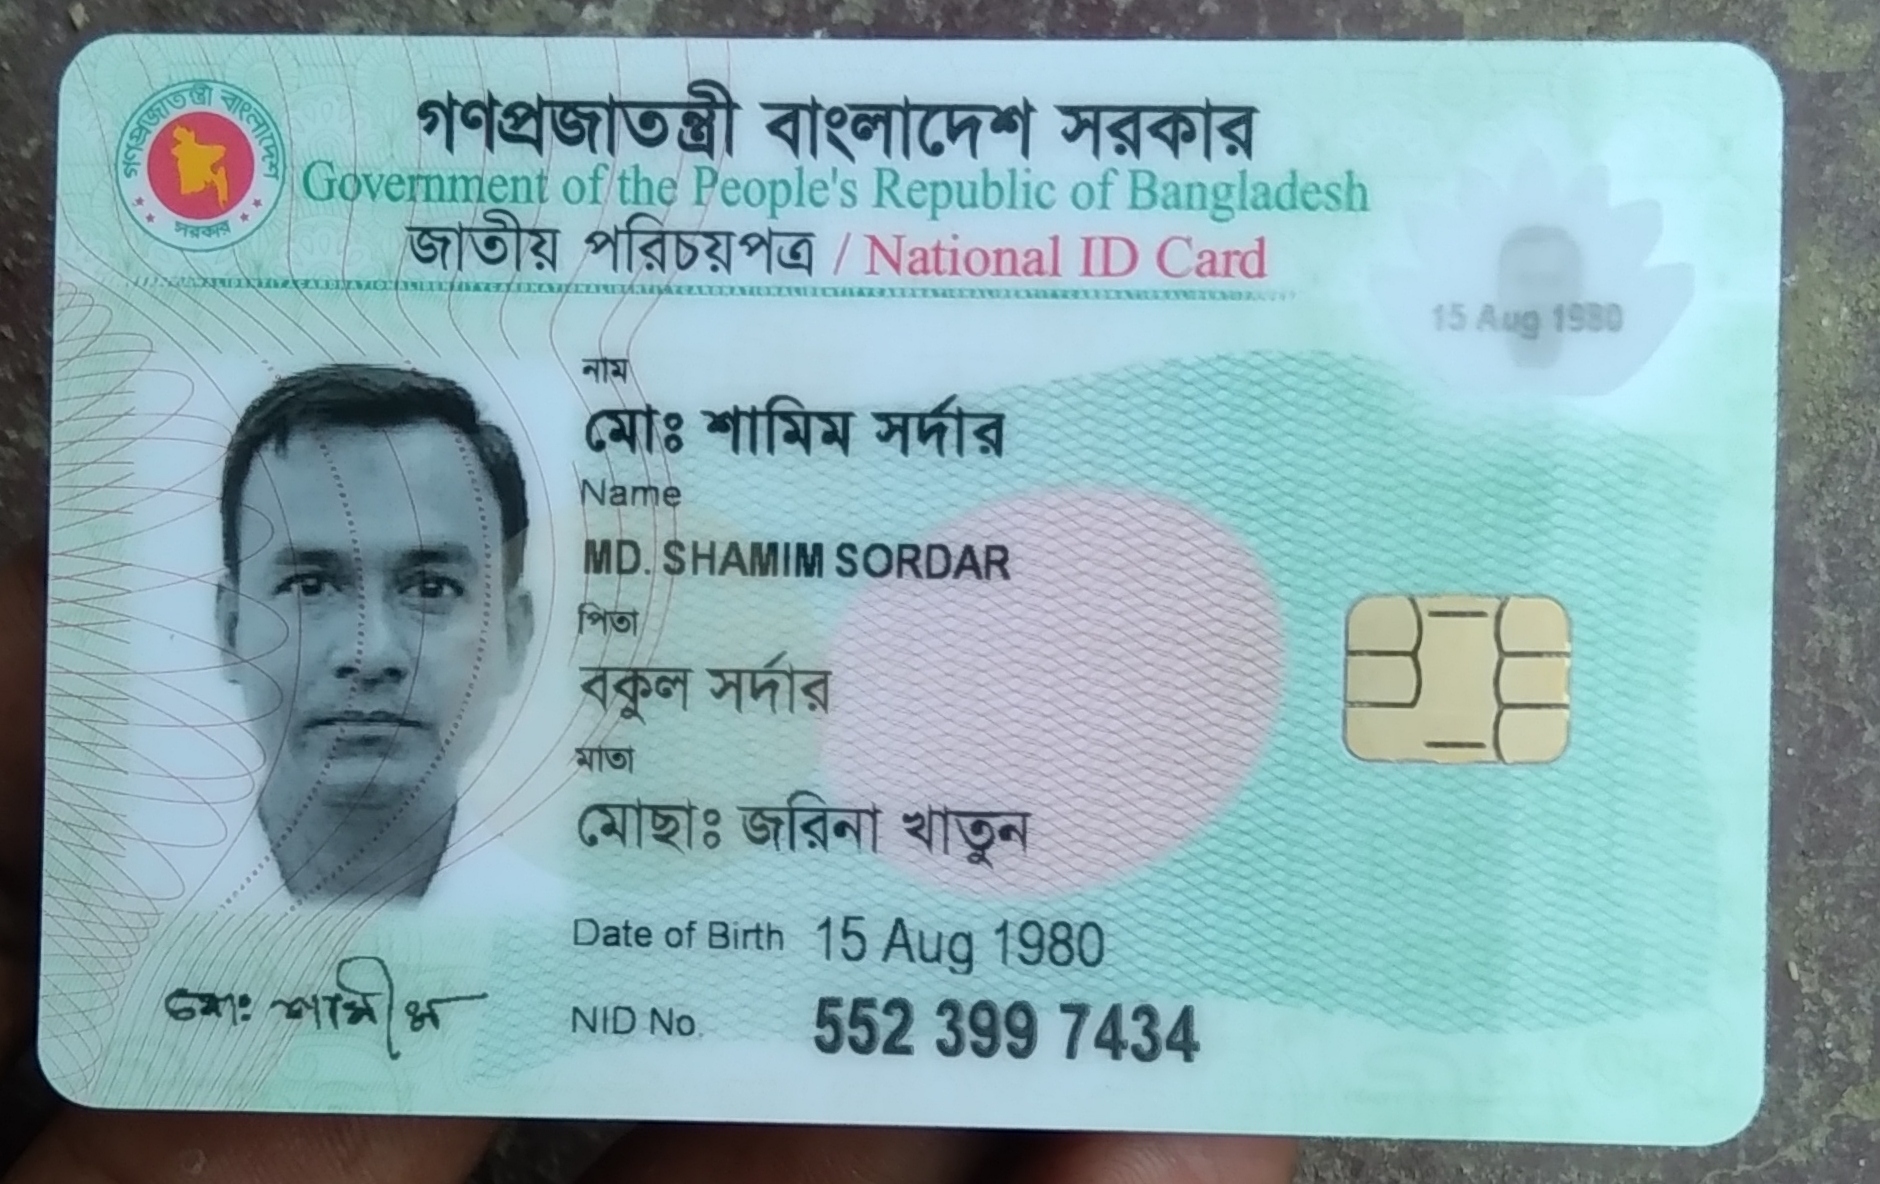 গণপ্রজাতন্ত্রী বাংলাদেশ সরকার
Government of the People's Republic of Bangladesh
জাতীয় পরিচয়পত্র / National ID Card
গণপ্রজাতন্ত্রী বাংলাদেশ
সরকার
15 Aug 1980
নাম
মোঃ শামিম সর্দার
Name
MD. SHAMIM SORDAR
পিতা
বকুল সর্দার
মাতা
মোছাঃ জরিনা খাতুন
Date of Birth 15 Aug 1980
মোঃ শামীম
NID No. 552 399 7434